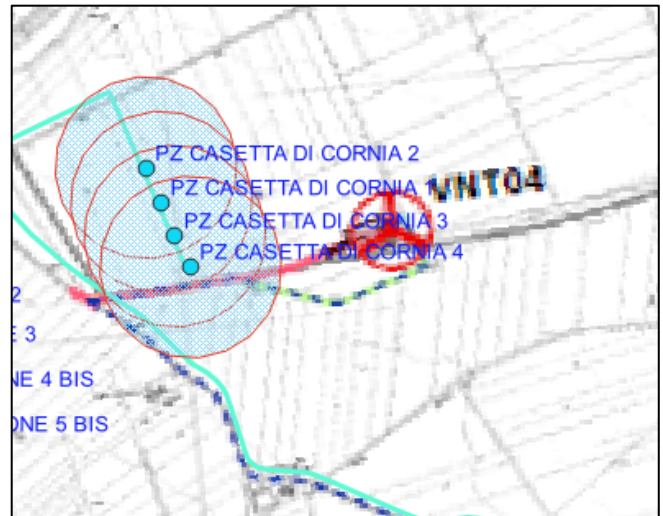 PZ CASETTA DI CORNIA 2
PZ CASETTA DI CORNIA 1
VNT04
PZ CASETTA DI CORNIA 3
PZ CASETTA DI CORNIA 4
2
E 3
NE 4 BIS
ONE 5 BIS